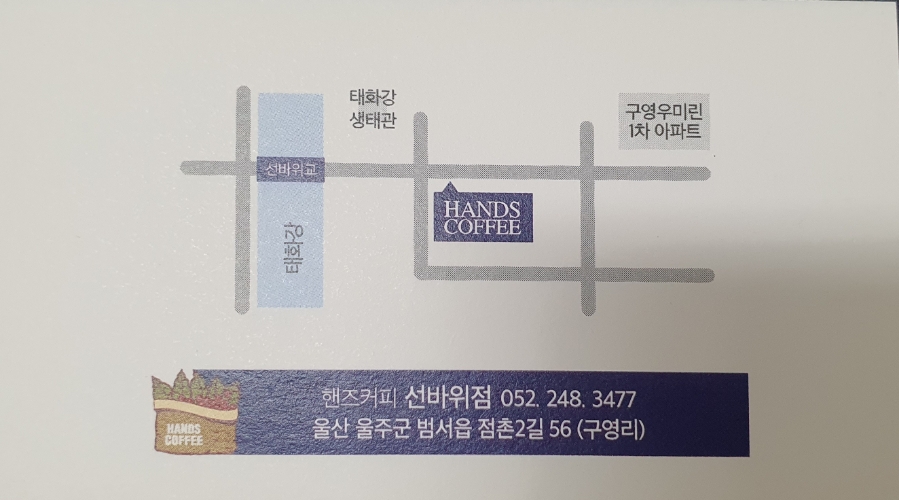 태화강
생태관
구영우미린
1차 아파트
선바위교
HANDS
COFFEE
태화강
핸즈커피 선바위점 052. 248. 3477
울산 울주군 범서읍 점촌2길 56 (구영리)
HANDS
COFFEE